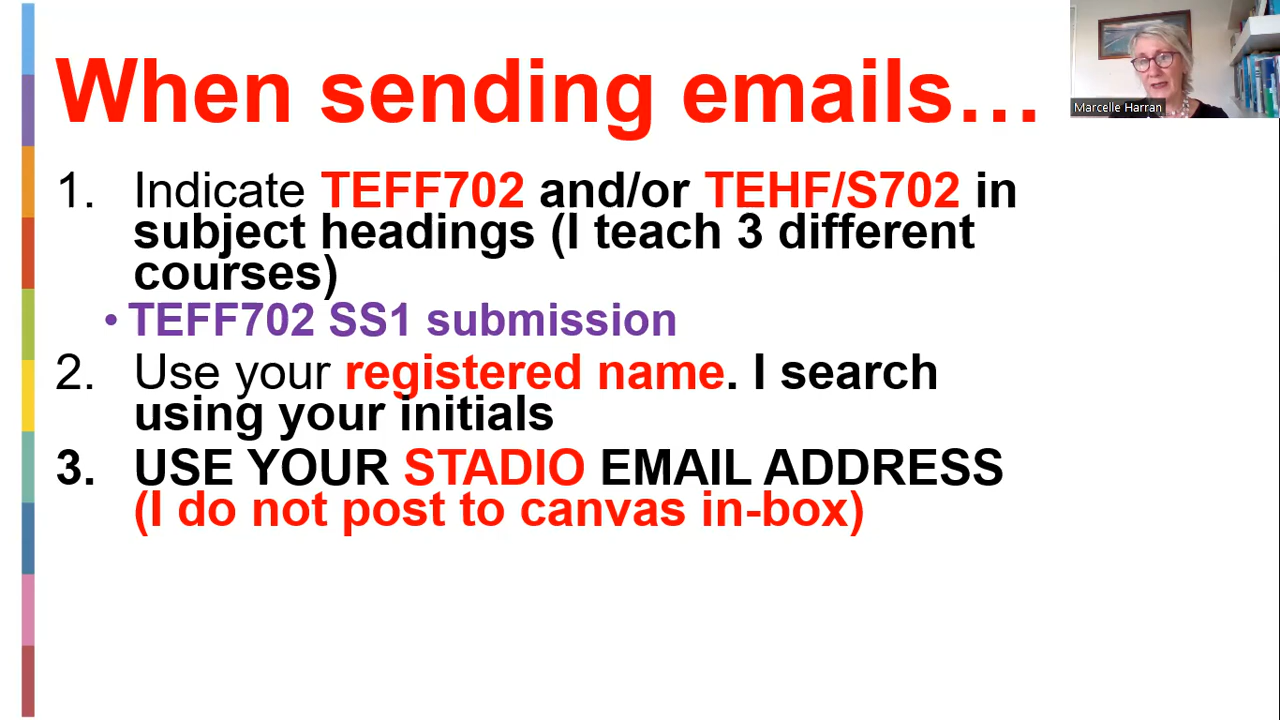 When sending emails…
Marcelle Harran
1. Indicate TEFF702 and/or TEHF/S702 in
subject headings (I teach 3 different
courses)
• TEFF702 SS1 submission
2. Use your registered name. I search
using your initials
3. USE YOUR STADIO EMAIL ADDRESS
(I do not post to canvas in-box)